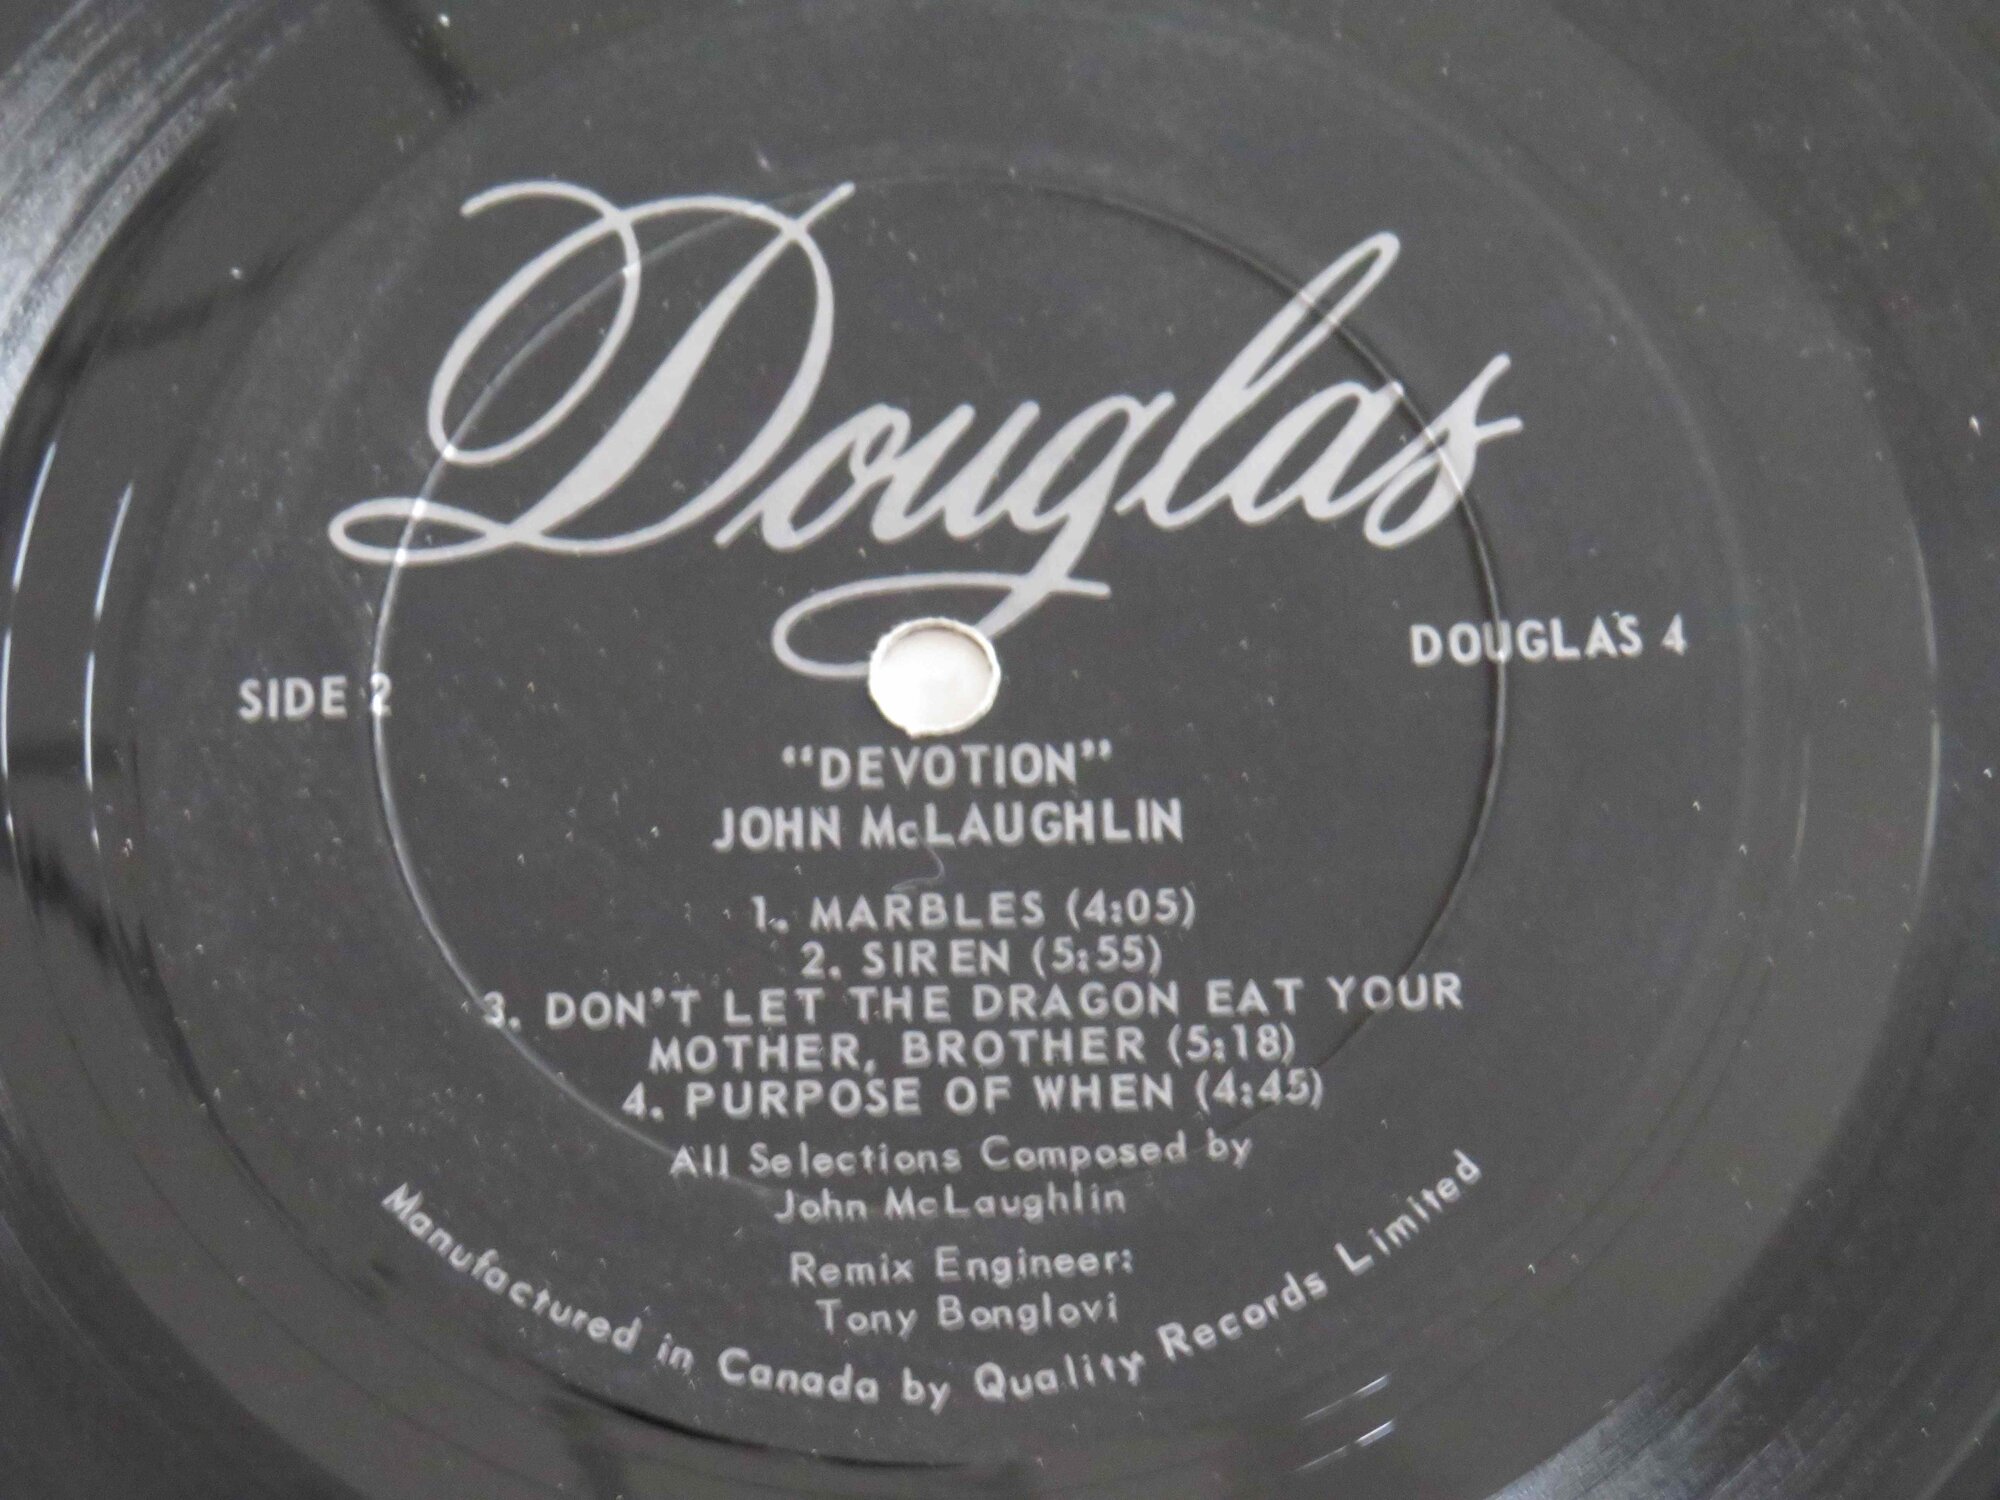 Douglas
DOUGLAS 4
SIDE 2
“DEVOTION”
JOHN McLAUGHLIN
1. MARBLES (4:05)
2. SIREN (5:55)
3. DON'T LET THE DRAGON EAT YOUR
MOTHER, BROTHER (5:18)
4. PURPOSE OF WHEN (4:45)
All Selections Composed by
John McLaughlin
Remix Engineer:
Tony Bonglovi
Manufactured in Canada by Quality Records Limited